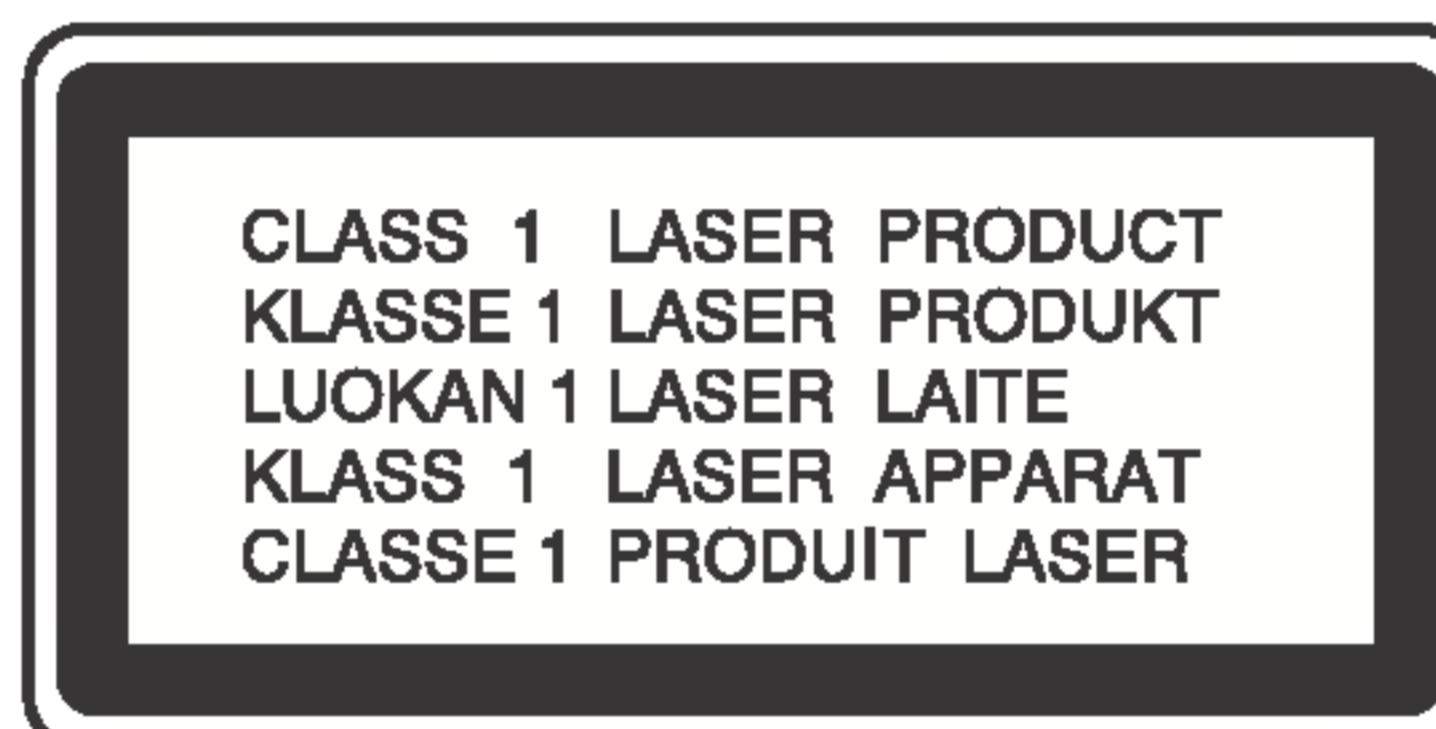 CLASS 1 LASER PRODUCT
KLASSE 1 LASER PRODUKT
LUOKAN 1 LASER LAITE
KLASS 1 LASER APPARAT
CLASSE 1 PRODUIT LASER